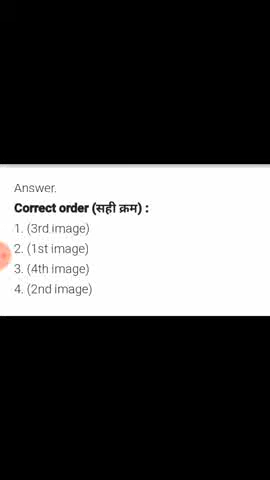 Answer.
Correct order (सही क्रम) :
1. (3rd image)
2. (1st image)
3. (4th image)
4. (2nd image)